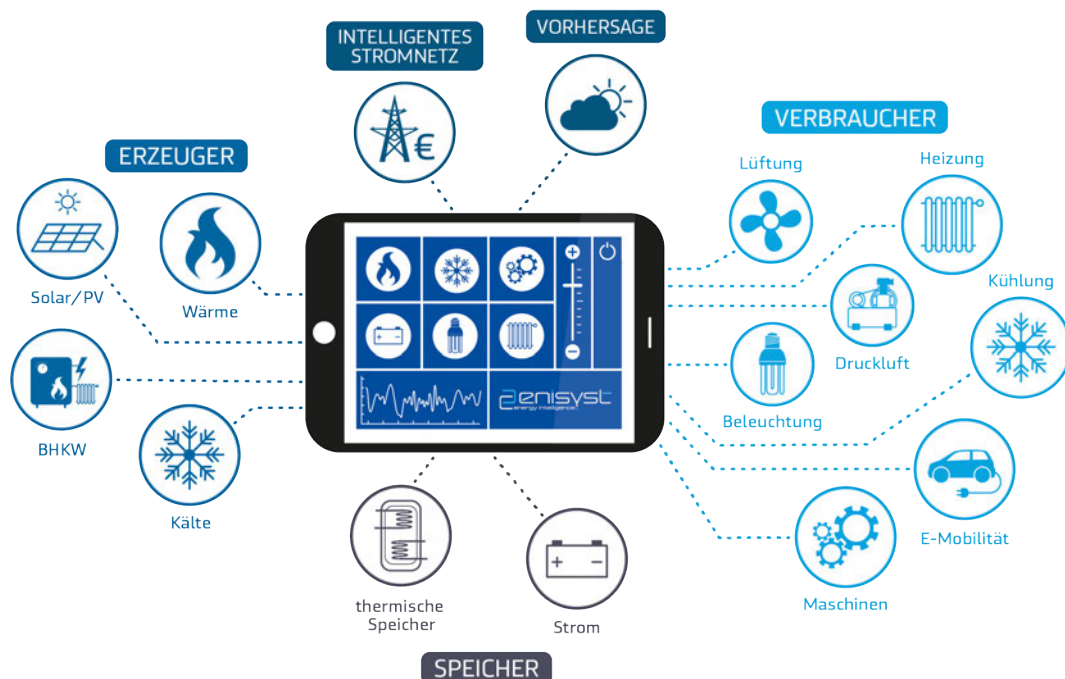 INTELLIGENTES
STROMNETZ
€
VORHERSAGE
ERZEUGER
Solar/PV
Wärme
BHKW
Kälte
VERBRAUCHER
Lüftung
Heizung
Druckluft
Kühlung
Beleuchtung
E-Mobilität
Maschinen
enisyst
energy intelligence
thermische
Speicher
Strom
SPEICHER